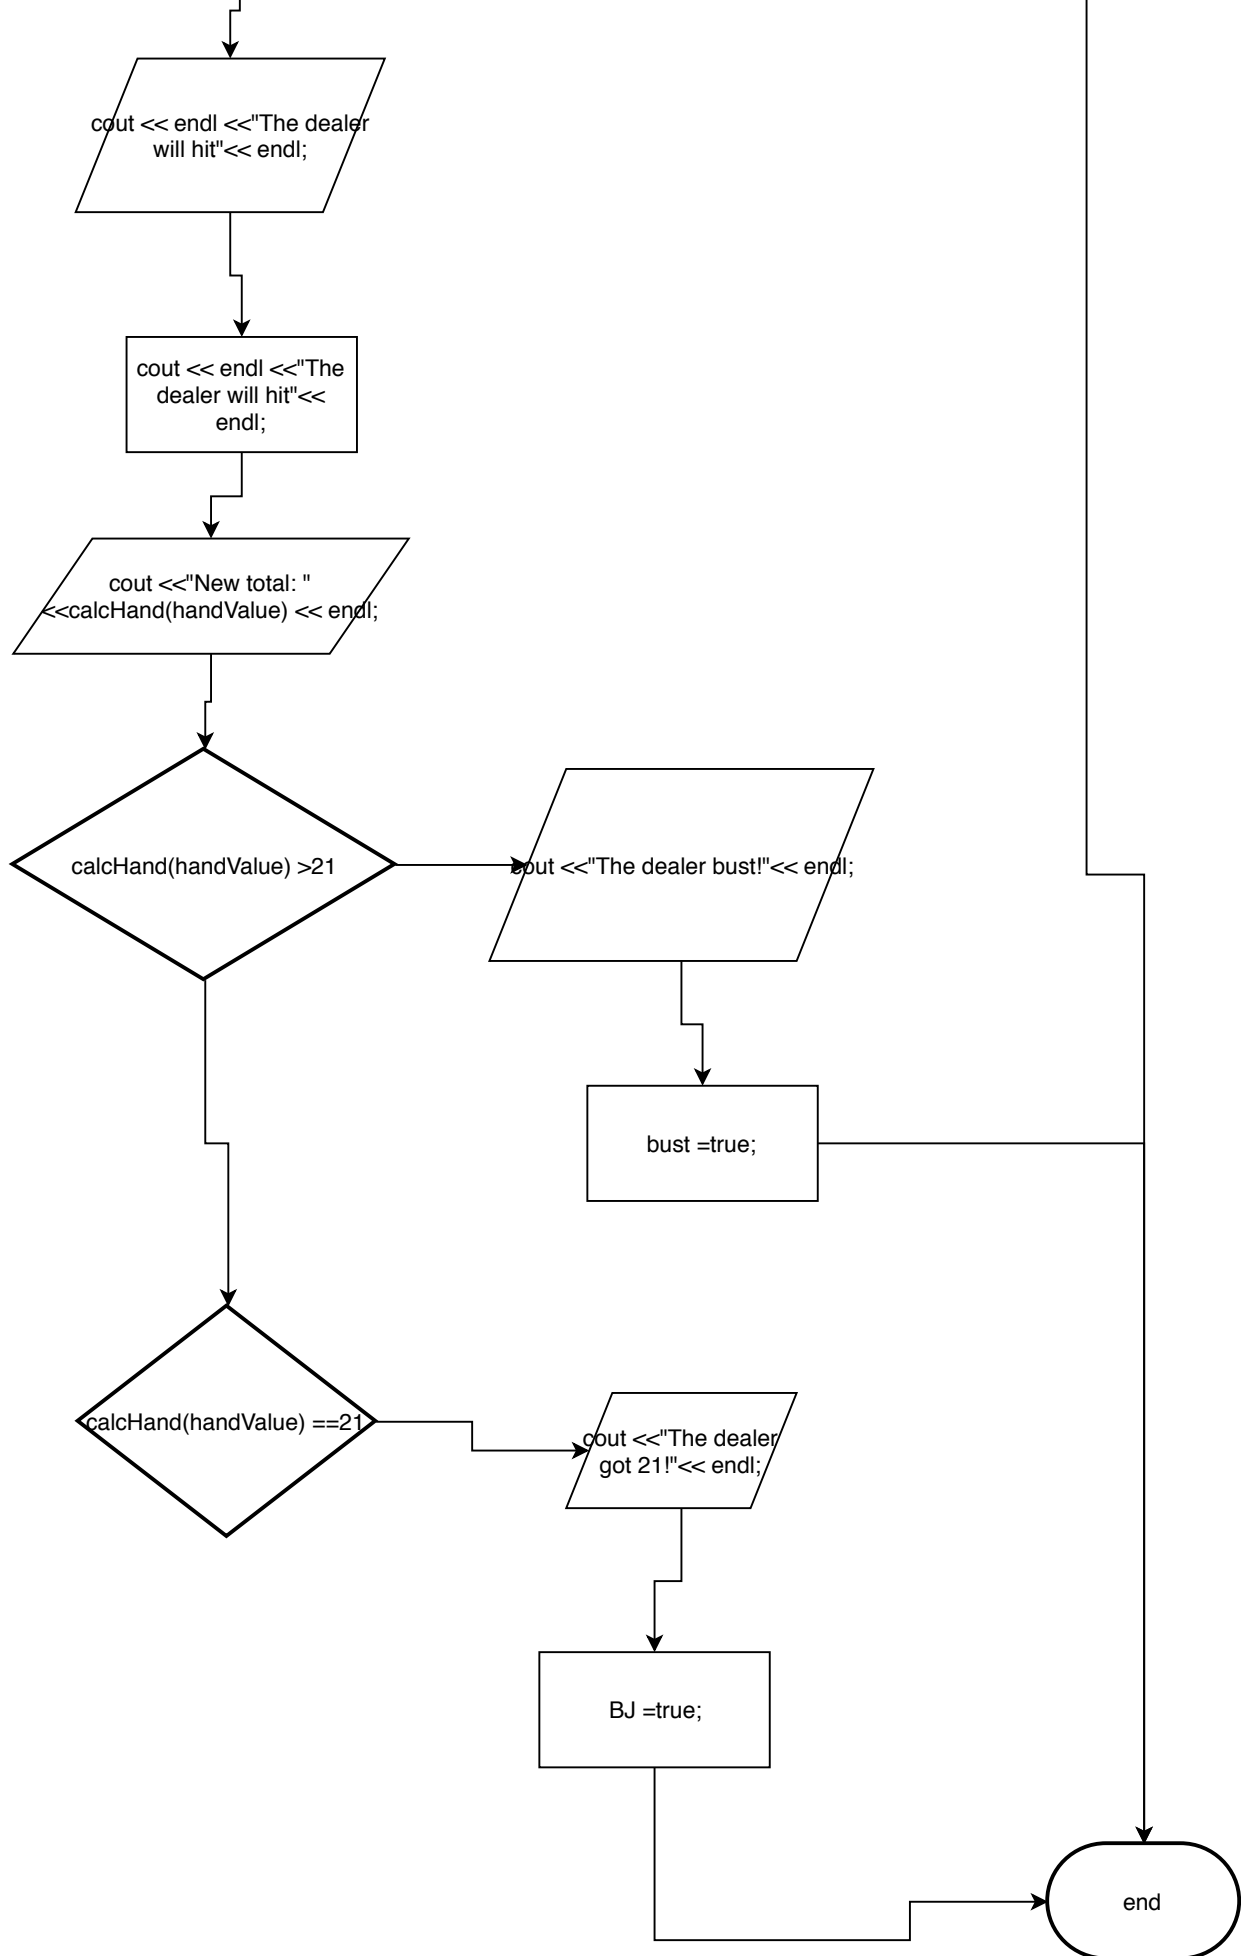 cout << endl <<"The dealer
will hit"<< endl;
cout << endl <<"The
dealer will hit"<<
endl;
cout <<"New total: "
<<calcHand(handValue) << endl;
calcHand(handValue) >21
cout <<"The dealer bust!"<< endl;
bust =true;
calcHand(handValue) ==21
cout <<"The dealer
got 21!"<< endl;
BJ =true;
end